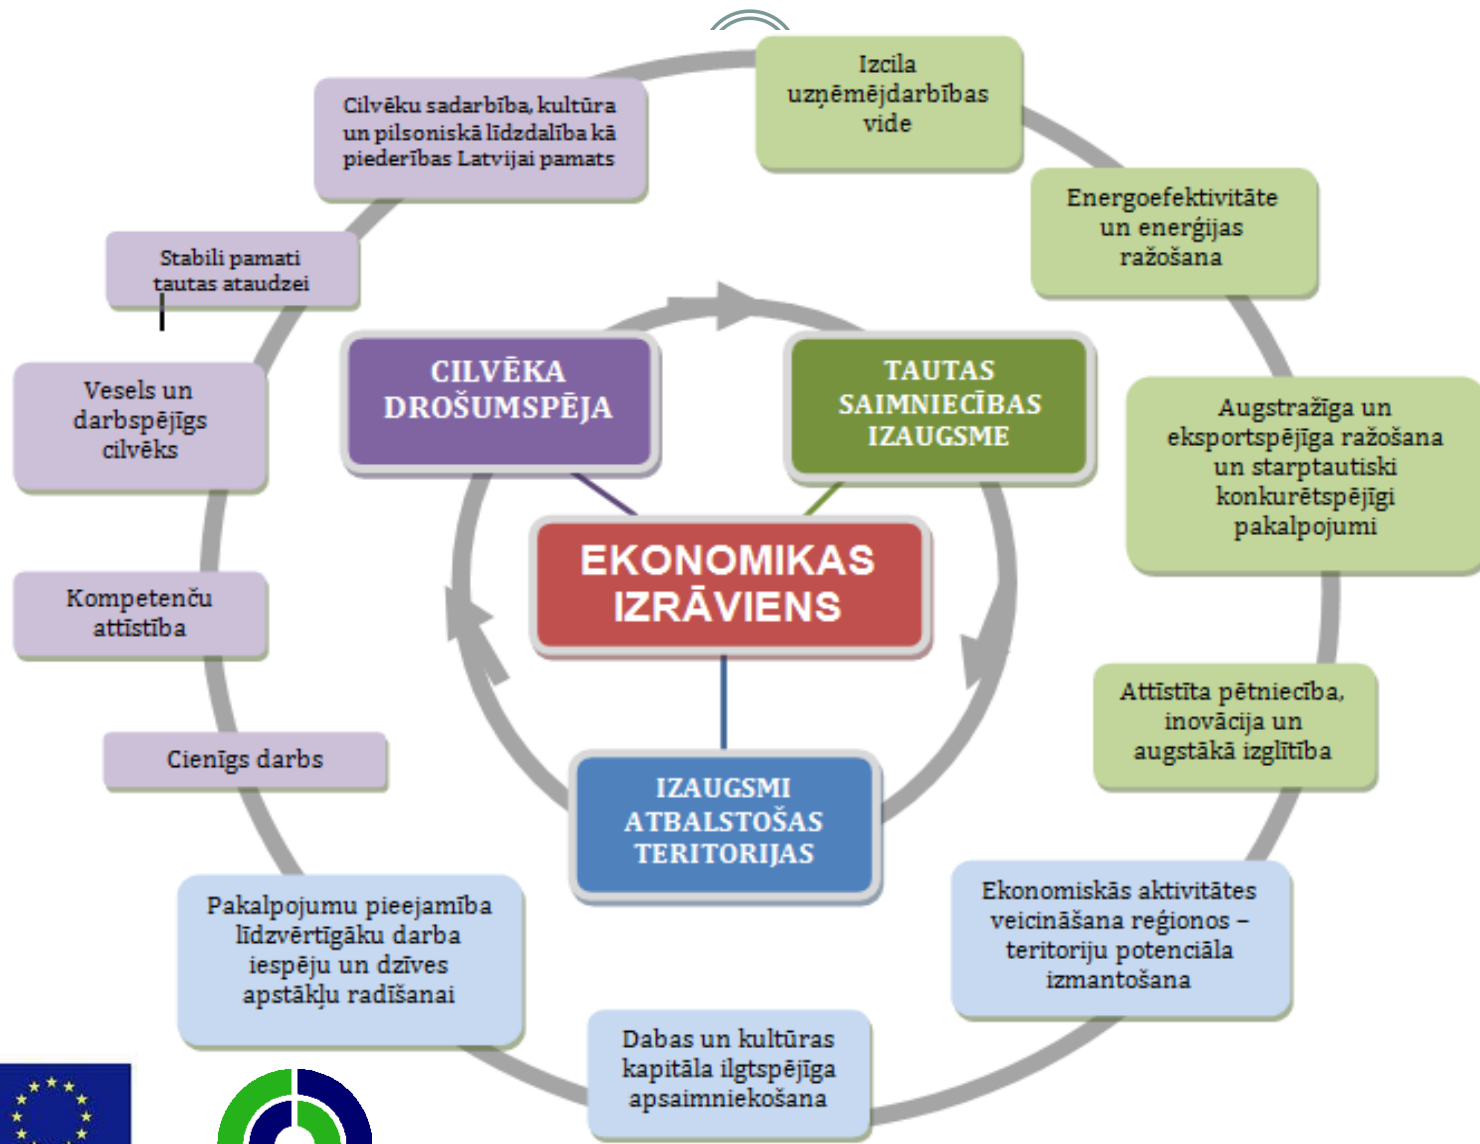 Izcila
uzņēmējdarbības
vide
Cilvēku sadarbība, kultūra
un pilsoniskā līdzdalība kā
piederības Latvijai pamats
Energoefektivitāte
un enerģijas
ražošana
Stabili pamati
tautas ataudzei
CILVĒKA
DROŠUMSPĒJA
TAUTAS
SAIMNIECĪBAS
IZAUGSME
Vesels un
darbspējīgs
cilvēks
Augstražīga un
eksportspējīga ražošana
un starptautiski
konkurētspējīgi
pakalpojumi
EKONOMIKAS
IZRĀVIENS
Kompetenču
attīstība
Attīstīta pētniecība,
inovācija un
augstākā izglītība
Cienīgs darbs
IZAUGSMI
ATBALSTOŠAS
TERITORIJAS
Pakalpojumu pieejamība
līdzvērtīgāku darba
iespēju un dzīves
apstākļu radīšanai
Ekonomiskās aktivitātes
veicināšana reģionos –
teritoriju potenciāla
izmantošana
Dabas un kultūras
kapitāla ilgtspējīga
apsaimniekošana